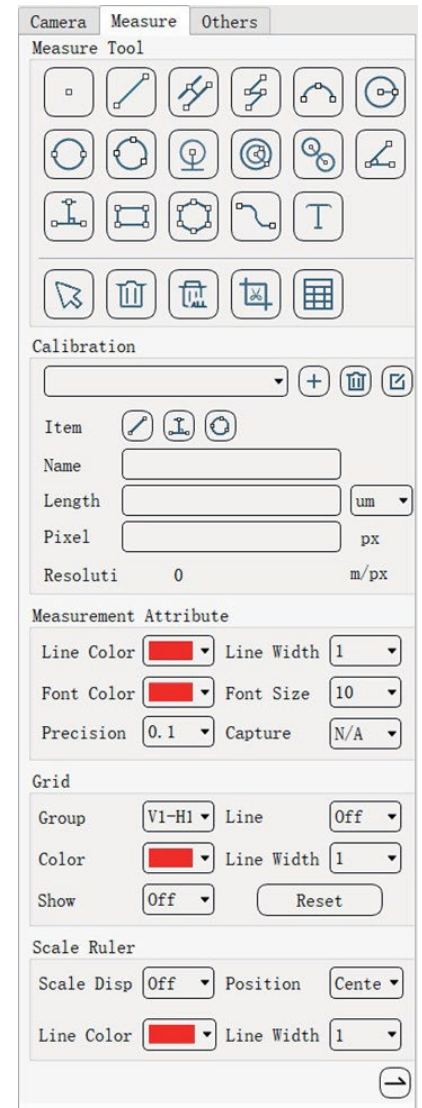 Camera Measure Others
Measure Tool
T
ALL
Calibration
Item
Name
Length um
Pixel px
Resoluti 0 m/px
Measurement Attribute
Line Color Line Width 1
Font Color Font Size 10
Precision 0.1 Capture N/A
Grid
Group V1-H1 Line Off
Color Line Width 1
Show Off Reset
Scale Ruler
Scale Disp Off Position Cente
Line Color Line Width 1